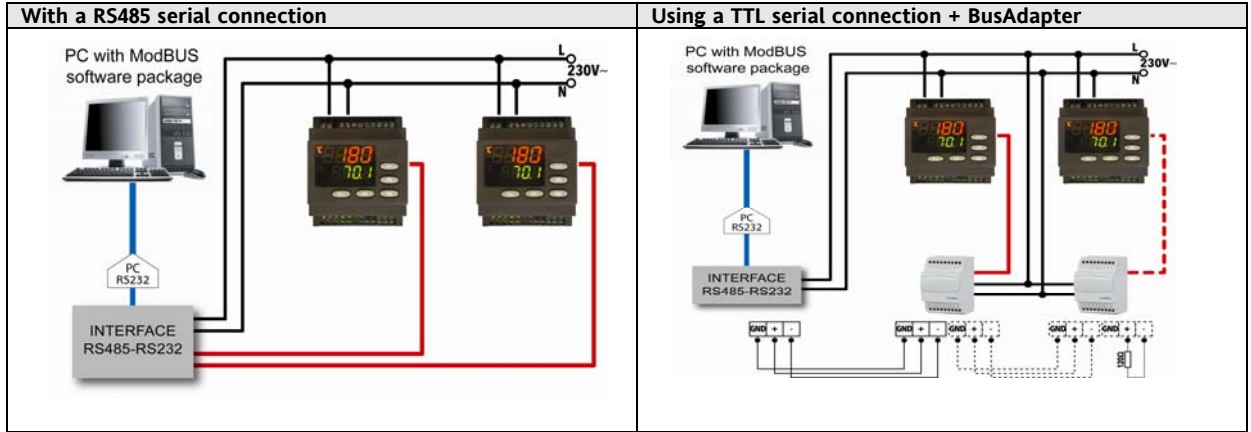 With a RS485 serial connection
PC with ModBUS
software package
L
230V~
N
180
70.1
180
70.1
PC
RS232
INTERFACE
RS485-RS232
Using a TTL serial connection + BusAdapter
PC with ModBUS
software package
L
230V~
N
180
70.1
180
70.1
PC
RS232
INTERFACE
RS485-RS232
GND + -
GND + - GND + -
GND + - GND + -
120Ω